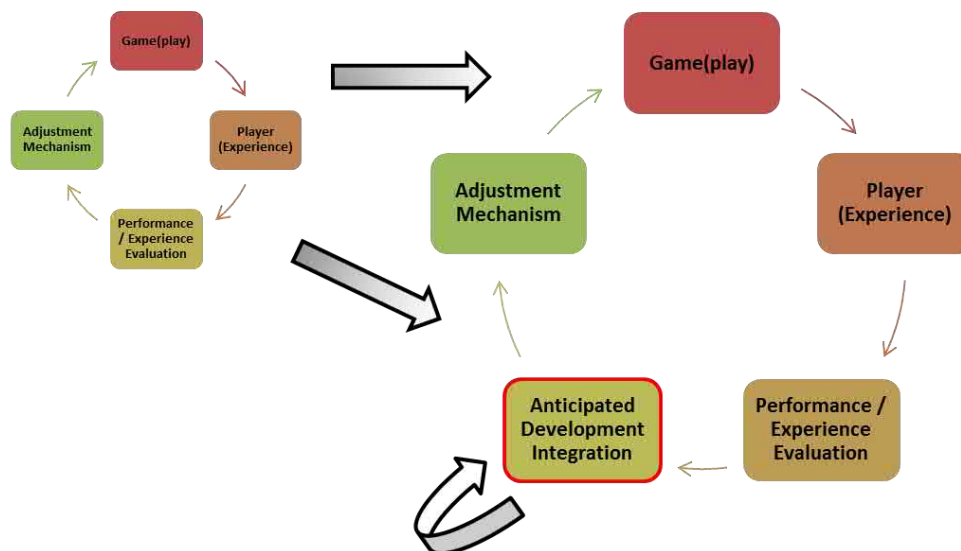 Game(play)
Adjustment
Mechanism
Player
(Experience)
Performance
/ Experience
Evaluation
Game(play)
Adjustment
Mechanism
Player
(Experience)
Anticipated
Development
Integration
Performance /
Experience
Evaluation